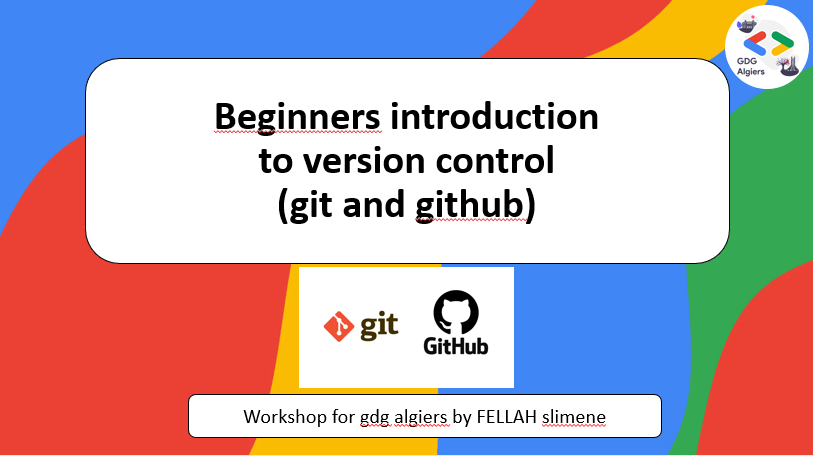 GDG
Algiers
Beginners introduction
to version control
(git and github)
git
GitHub
Workshop for gdg algiers by FELLAH slimene